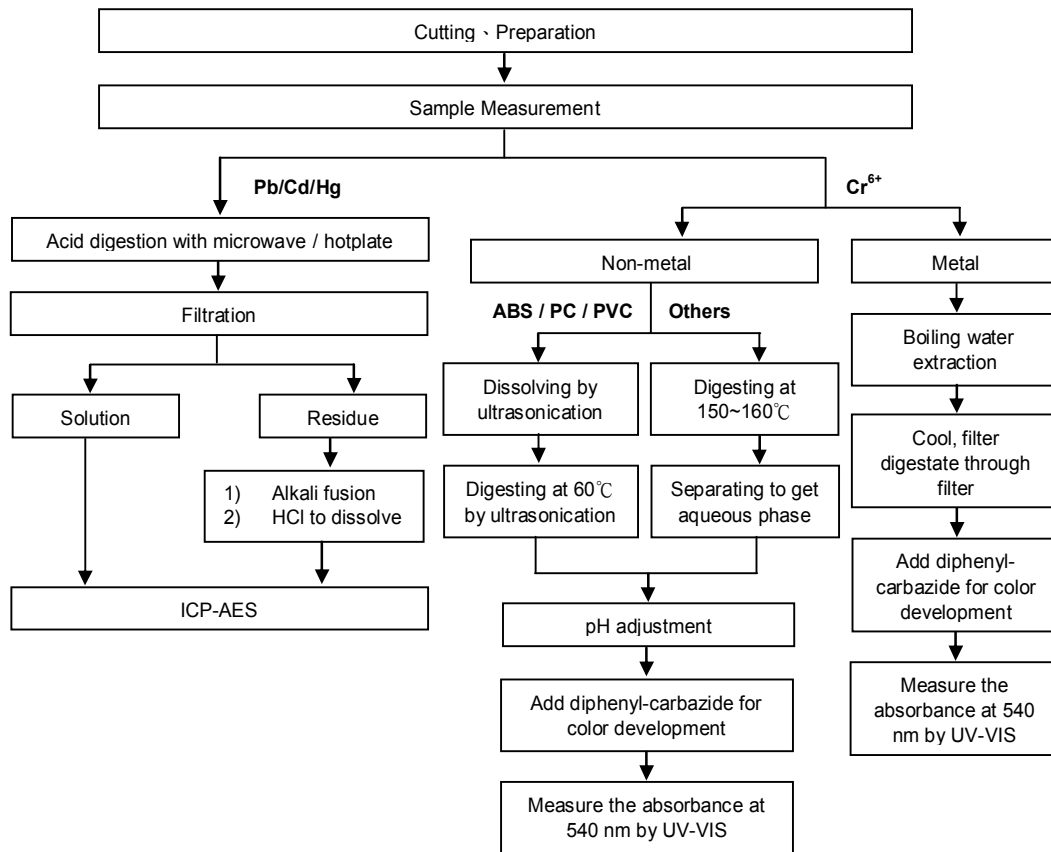 Cutting、Preparation
Sample Measurement
Pb/Cd/Hg
Cr⁶⁺
Acid digestion with microwave / hotplate
Filtration
Solution
Residue
1) Alkali fusion
2) HCl to dissolve
ICP-AES
Non-metal
ABS / PC / PVC
Others
Dissolving by
ultrasonication
Digesting at
150~160℃
Digesting at 60℃
by ultrasonication
Separating to get
aqueous phase
pH adjustment
Add diphenyl-carbazide for
color development
Measure the absorbance at
540 nm by UV-VIS
Metal
Boiling water
extraction
Cool, filter
digestate through
filter
Add diphenyl-
carbazide for color
development
Measure the
absorbance at 540
nm by UV-VIS